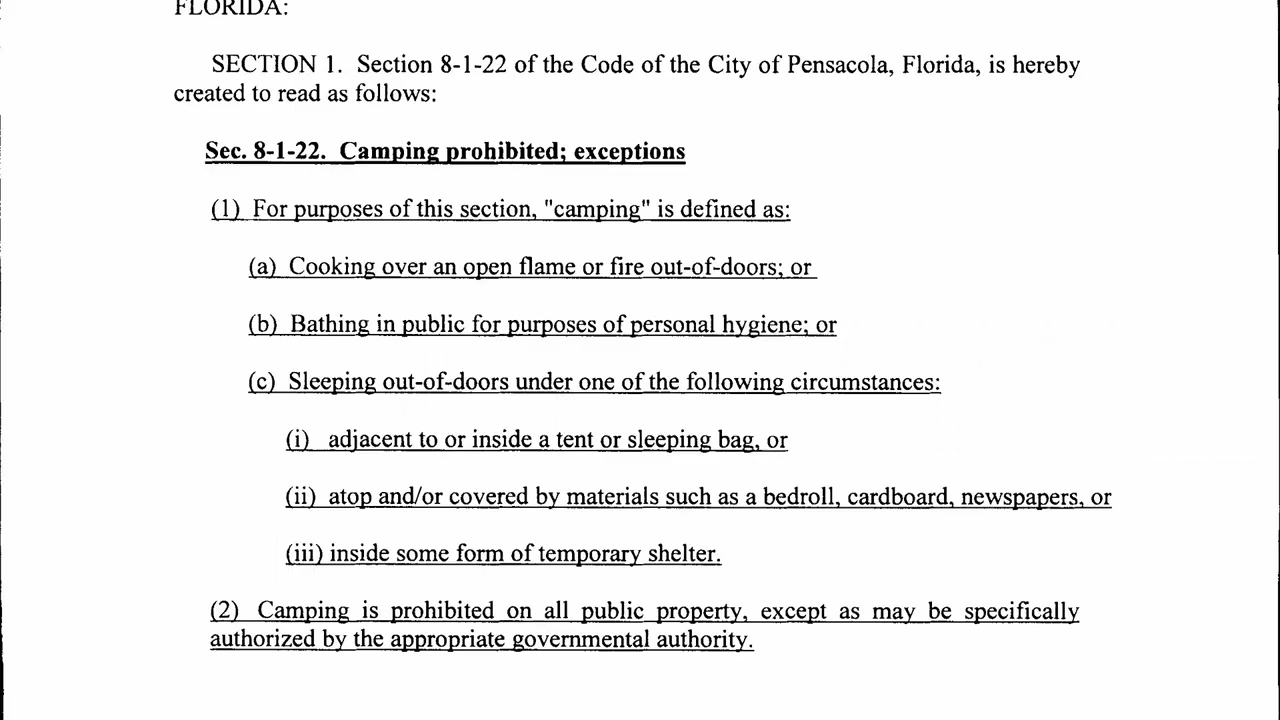 FLORIDA:
SECTION 1. Section 8-1-22 of the Code of the City of Pensacola, Florida, is hereby
created to read as follows:
Sec. 8-1-22. Camping prohibited; exceptions
(1) For purposes of this section, "camping" is defined as:
(a) Cooking over an open flame or fire out-of-doors; or
(b) Bathing in public for purposes of personal hygiene; or
(c) Sleeping out-of-doors under one of the following circumstances:
(i) adjacent to or inside a tent or sleeping bag, or
(ii) atop and/or covered by materials such as a bedroll, cardboard, newspapers, or
(iii) inside some form of temporary shelter.
(2) Camping is prohibited on all public property, except as may be specifically
authorized by the appropriate governmental authority.